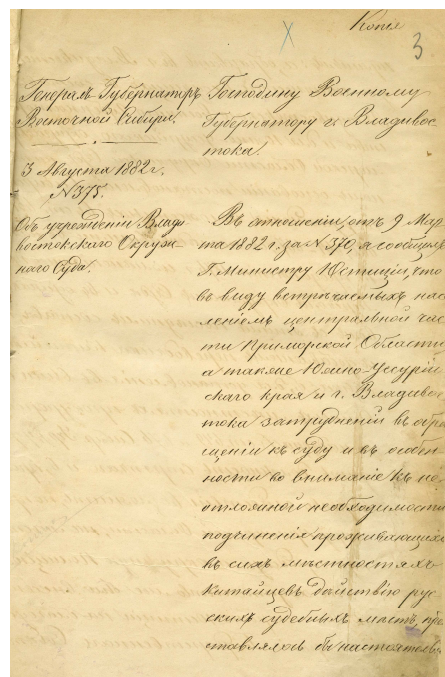 Копія
3
Генералъ Губернаторъ
Восточной Сибири.
3 Августа 1882 г.
№ 375.
Объ учрежденіи Влади-
востокскаго Окруж-
наго Суда.
Господину Военному
Губернатору г. Владивос-
тока.
Въ отношеніи, отъ 9 Мар-
та 1882 г. за № 370, я сообщилъ
Г. Министру Юстиціи, что
въ виду встрѣчаемыхъ насе
леніемъ центральной час
ти Приморской Области
а также Южно-Уссурій
скаго края и г. Владивос
тока затрудненій въ обра
щеніи къ суду и въ особен
ности во вниманіе къ не
отложной необходимости
подчиненія проживающихъ
въ сихъ мѣстностяхъ
Китайцевъ дѣйствію рус-
скихъ судебныхъ мѣстъ, пре
ставлялось бы настоятель